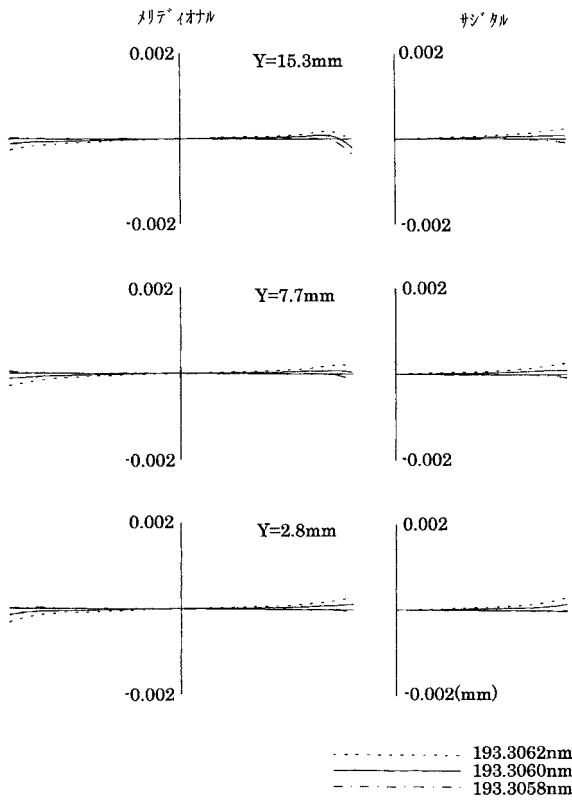 ﾒﾘﾃﾞｨｵﾅﾙ ｻｼﾞﾀﾙ
0.002 Y=15.3mm 0.002
-0.002 -0.002
0.002 Y=7.7mm 0.002
-0.002 -0.002
0.002 Y=2.8mm 0.002
-0.002 -0.002(mm)
193.3062nm
193.3060nm
193.3058nm